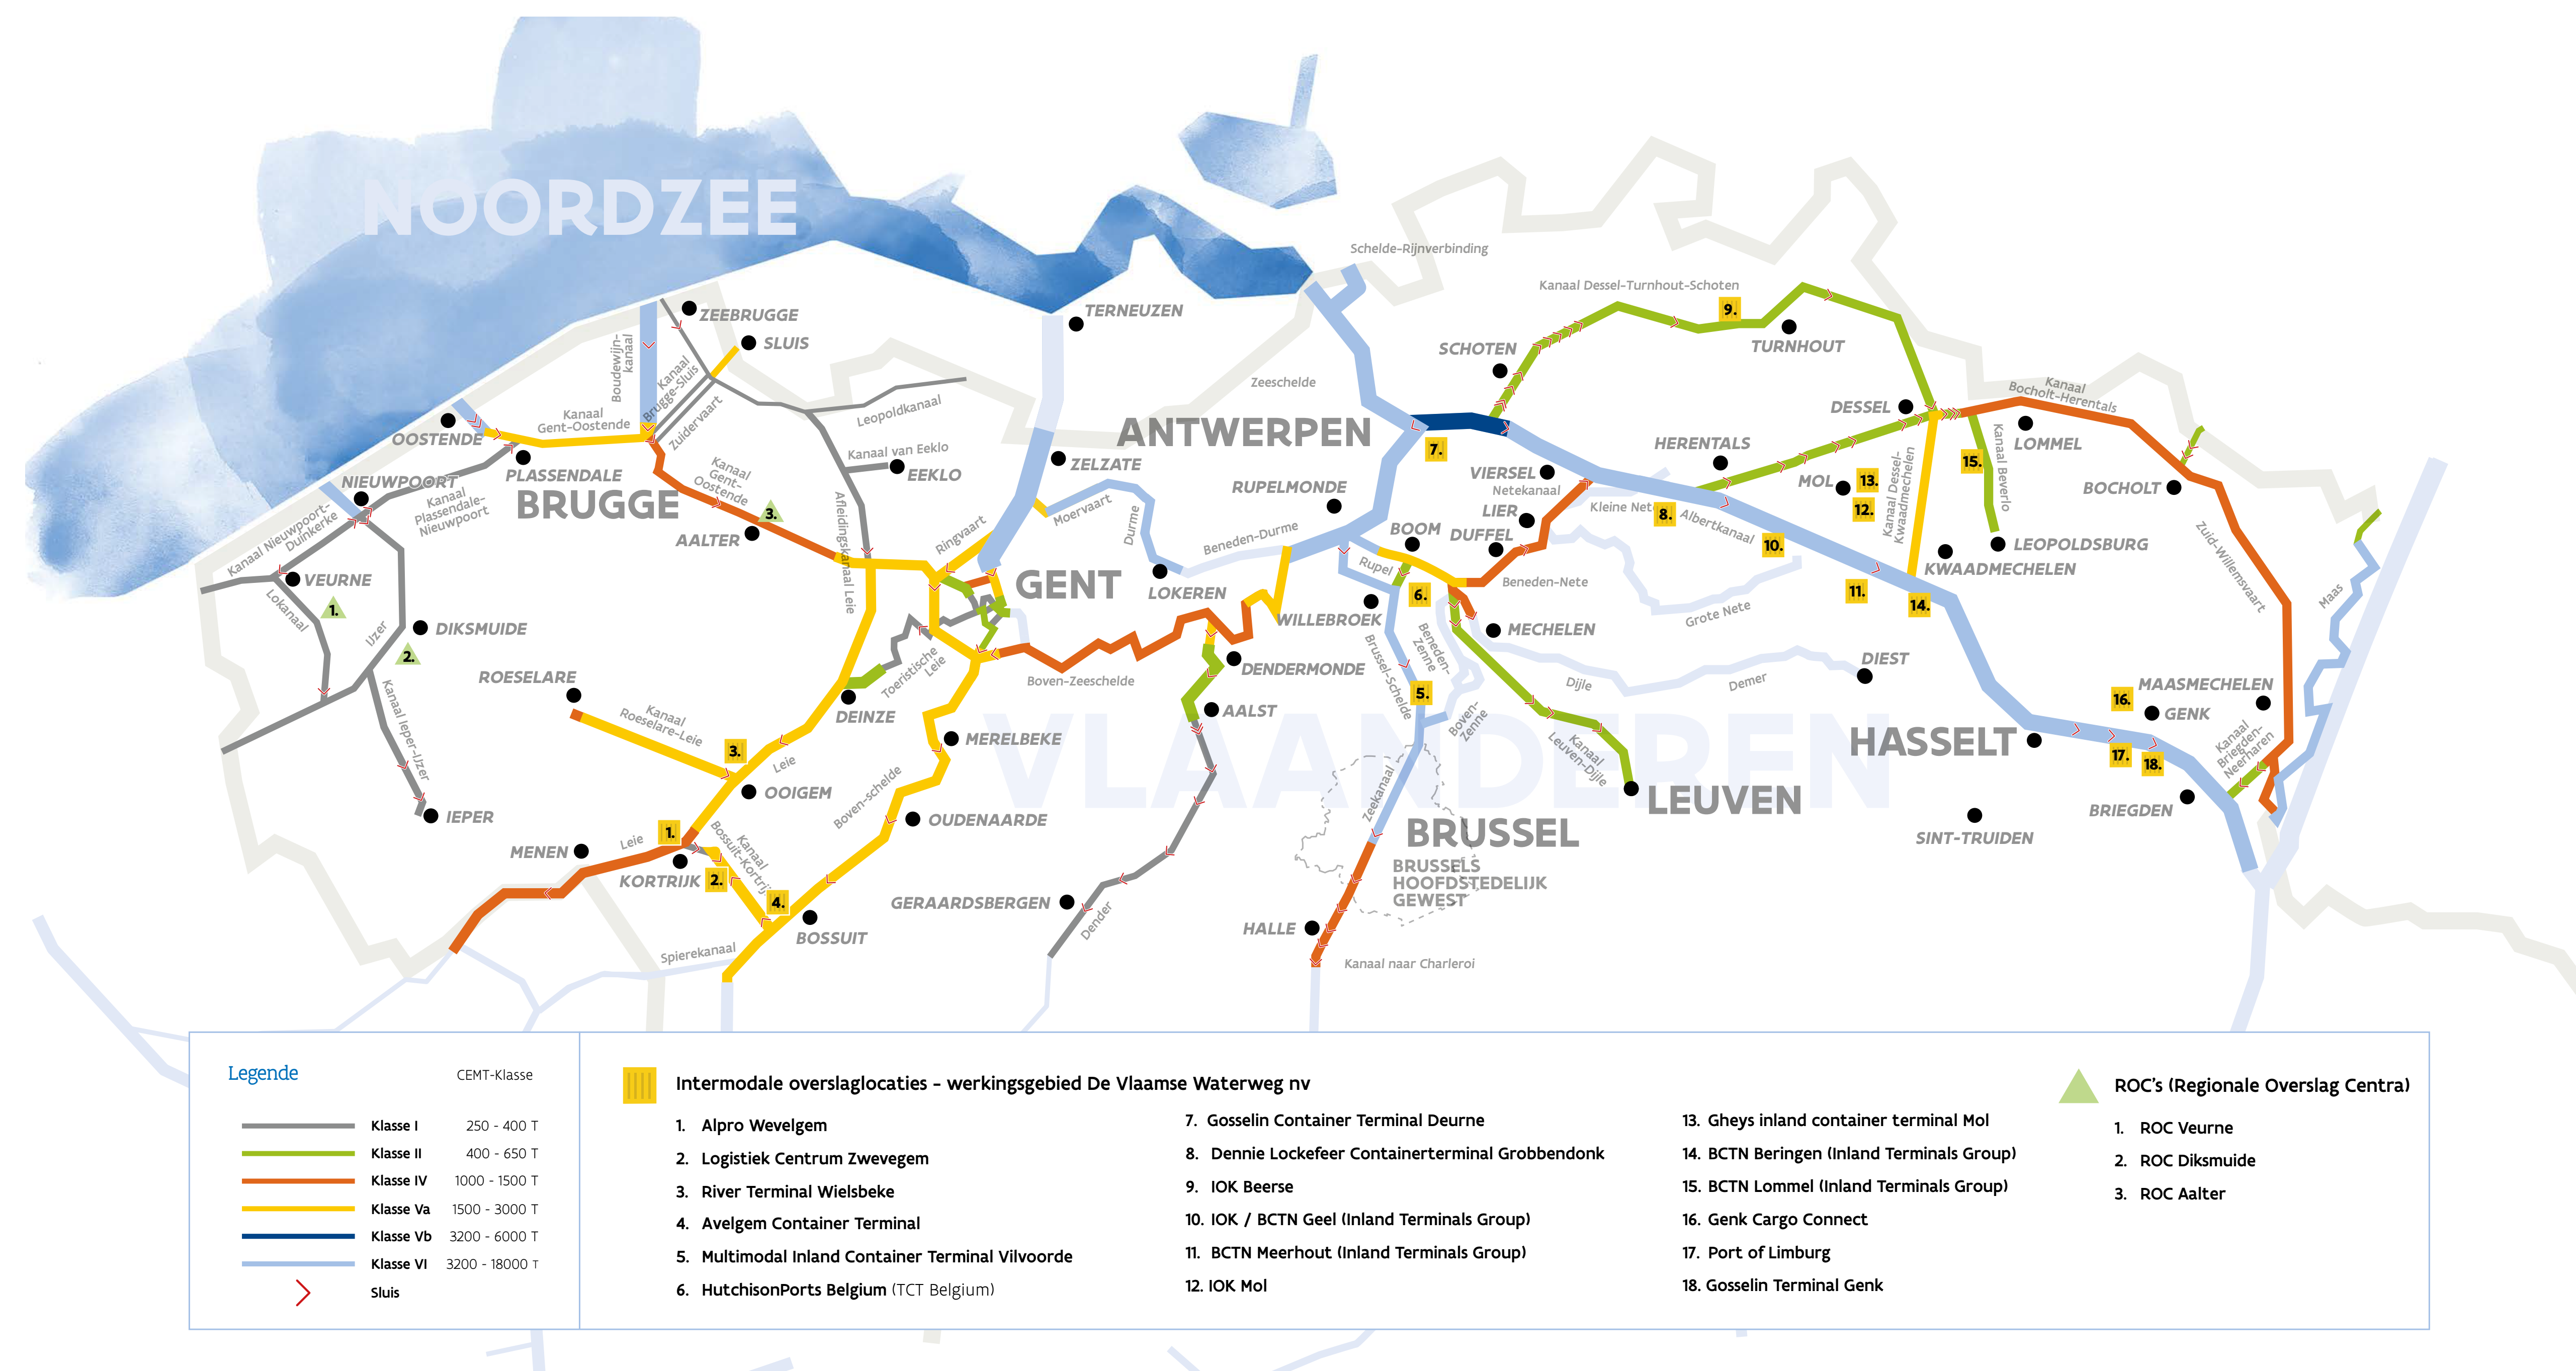 NOORDZEE
Schelde-Rijnverbinding
Kanaal Dessel-Turnhout-Schoten
ZEEBRUGGE
SLUIS
TERNEUZEN
Boudewijn-
kanaal
Kanaal
Brugge-Sluis
Zuidervaart
Leopoldkanaal
Zeeschelde
9.
TURNHOUT
SCHOTEN
Kanaal
Bocholt-Herentals
DESSEL
LOMMEL
OOSTENDE
Kanaal
Gent-Oostende
ANTWERPEN
7.
HERENTALS
Kanaal van Eeklo
EEKLO
ZELZATE
PLASSENDALE
NIEUWPOORT
Kanaal
Plassendale-
Nieuwpoort
BRUGGE
Kanaal
Gent-
Oostende
3.
AALTER
Afleidingskanaal Leie
Ringvaart
Moervaart
Durme
Beneden-Durme
RUPELMONDE
VIERSEL
Netekanaal
LIER
Kleine Nete
8.
Albertkanaal
MOL
13.
12.
15.
Kanaal Dessel-
Kwaadmechelen
Kanaal Beverlo
BOCHOLT
Kanaal Nieuwpoort-
Duinkerke
VEURNE
1.
Lokanaal
IJzer
DIKSMUIDE
2.
GENT
LOKEREN
BOOM
DUFFEL
Rupel
6.
Beneden-Nete
10.
11.
14.
LEOPOLDSBURG
KWAADMECHELEN
Zuid-Willemsvaart
Maas
WILLEBROEK
MECHELEN
Grote Nete
Kanaal Ieper-IJzer
ROESELARE
Kanaal
Roeselare-Leie
DEINZE
Toeristische
Leie
Boven-Zeeschelde
DENDERMONDE
AALST
Brussel-Schelde
Beneden-
Zenne
5.
Boven-
Zenne
Dijle
Demer
DIEST
MAASMECHELEN
16.
GENK
3.
Leie
OOIGEM
MERELBEKE
Boven-schelde
VLAANDEREN
Kanaal
Leuven-Dijle
HASSELT
17.
18.
Kanaal
Briegden-
Neerharen
IEPER
1.
Leie
MENEN
KORTRIJK
2.
Kanaal
Bossuit-Kortrijk
4.
BOSSUIT
OUDENAARDE
Zeekanaal
LEUVEN
BRUSSEL
BRUSSELS
HOOFDSTEDELIJK
GEWEST
BRIEGDEN
SINT-TRUIDEN
GERAARDSBERGEN
Dender
HALLE
Spierekanaal
Kanaal naar Charleroi
Legende
CEMT-Klasse
Klasse I 250 - 400 T
Klasse II 400 - 650 T
Klasse IV 1000 - 1500 T
Klasse Va 1500 - 3000 T
Klasse Vb 3200 - 6000 T
Klasse VI 3200 - 18000 T
Sluis
Intermodale overslaglocaties - werkingsgebied De Vlaamse Waterweg nv
1. Alpro Wevelgem
2. Logistiek Centrum Zwevegem
3. River Terminal Wielsbeke
4. Avelgem Container Terminal
5. Multimodal Inland Container Terminal Vilvoorde
6. HutchisonPorts Belgium (TCT Belgium)
7. Gosselin Container Terminal Deurne
8. Dennie Lockefeer Containerterminal Grobbendonk
9. IOK Beerse
10. IOK / BCTN Geel (Inland Terminals Group)
11. BCTN Meerhout (Inland Terminals Group)
12. IOK Mol
13. Gheys inland container terminal Mol
14. BCTN Beringen (Inland Terminals Group)
15. BCTN Lommel (Inland Terminals Group)
16. Genk Cargo Connect
17. Port of Limburg
18. Gosselin Terminal Genk
ROC's (Regionale Overslag Centra)
1. ROC Veurne
2. ROC Diksmuide
3. ROC Aalter